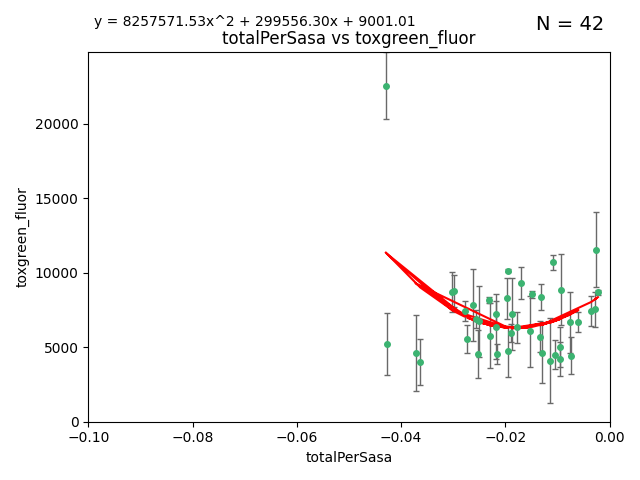 y = 8257571.53x^2 + 299556.30x + 9001.01
N = 42
totalPerSasa vs toxgreen_fluor
toxgreen_fluor
20000
15000
10000
5000
0
−0.10
−0.08
−0.06
−0.04
−0.02
0.00
totalPerSasa